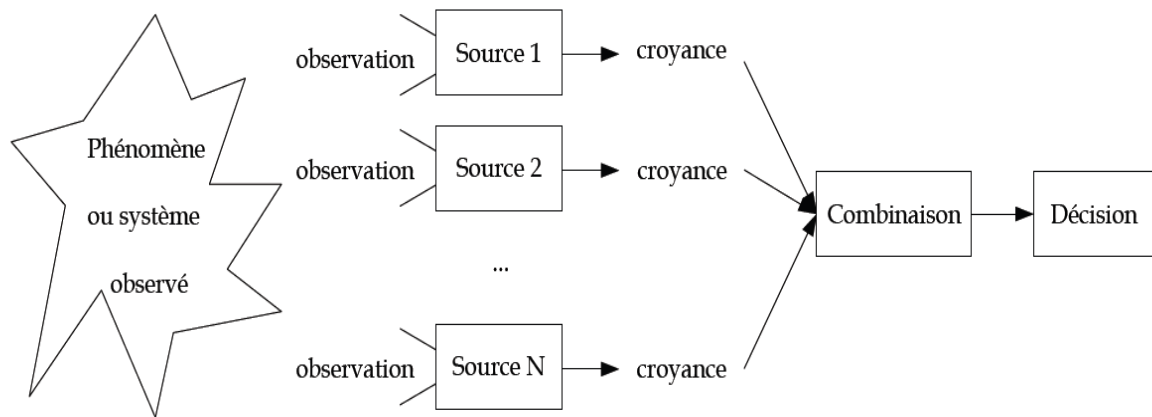 Phénomène
ou système
observé
observation
Source 1
croyance
observation
Source 2
croyance
...
observation
Source N
croyance
Combinaison
Décision